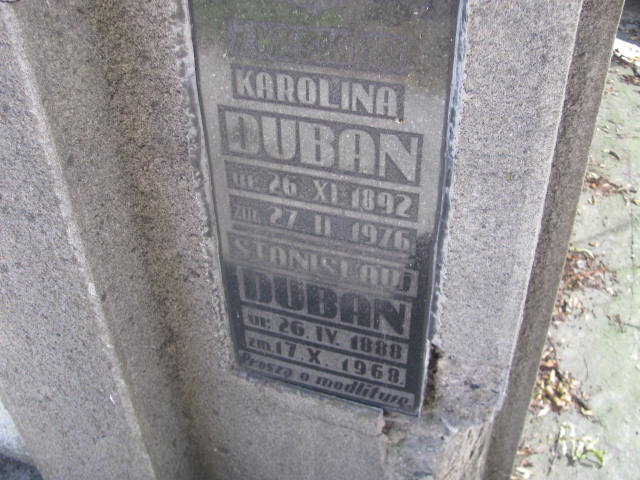 KAROLINA
DUBAN
ur. 26. XI. 1892
zm. 27 II 1976
STANISŁAW
DUBAN
ur. 26. IV. 1888
zm. 17. X. 1968.
Proszą o modlitwę